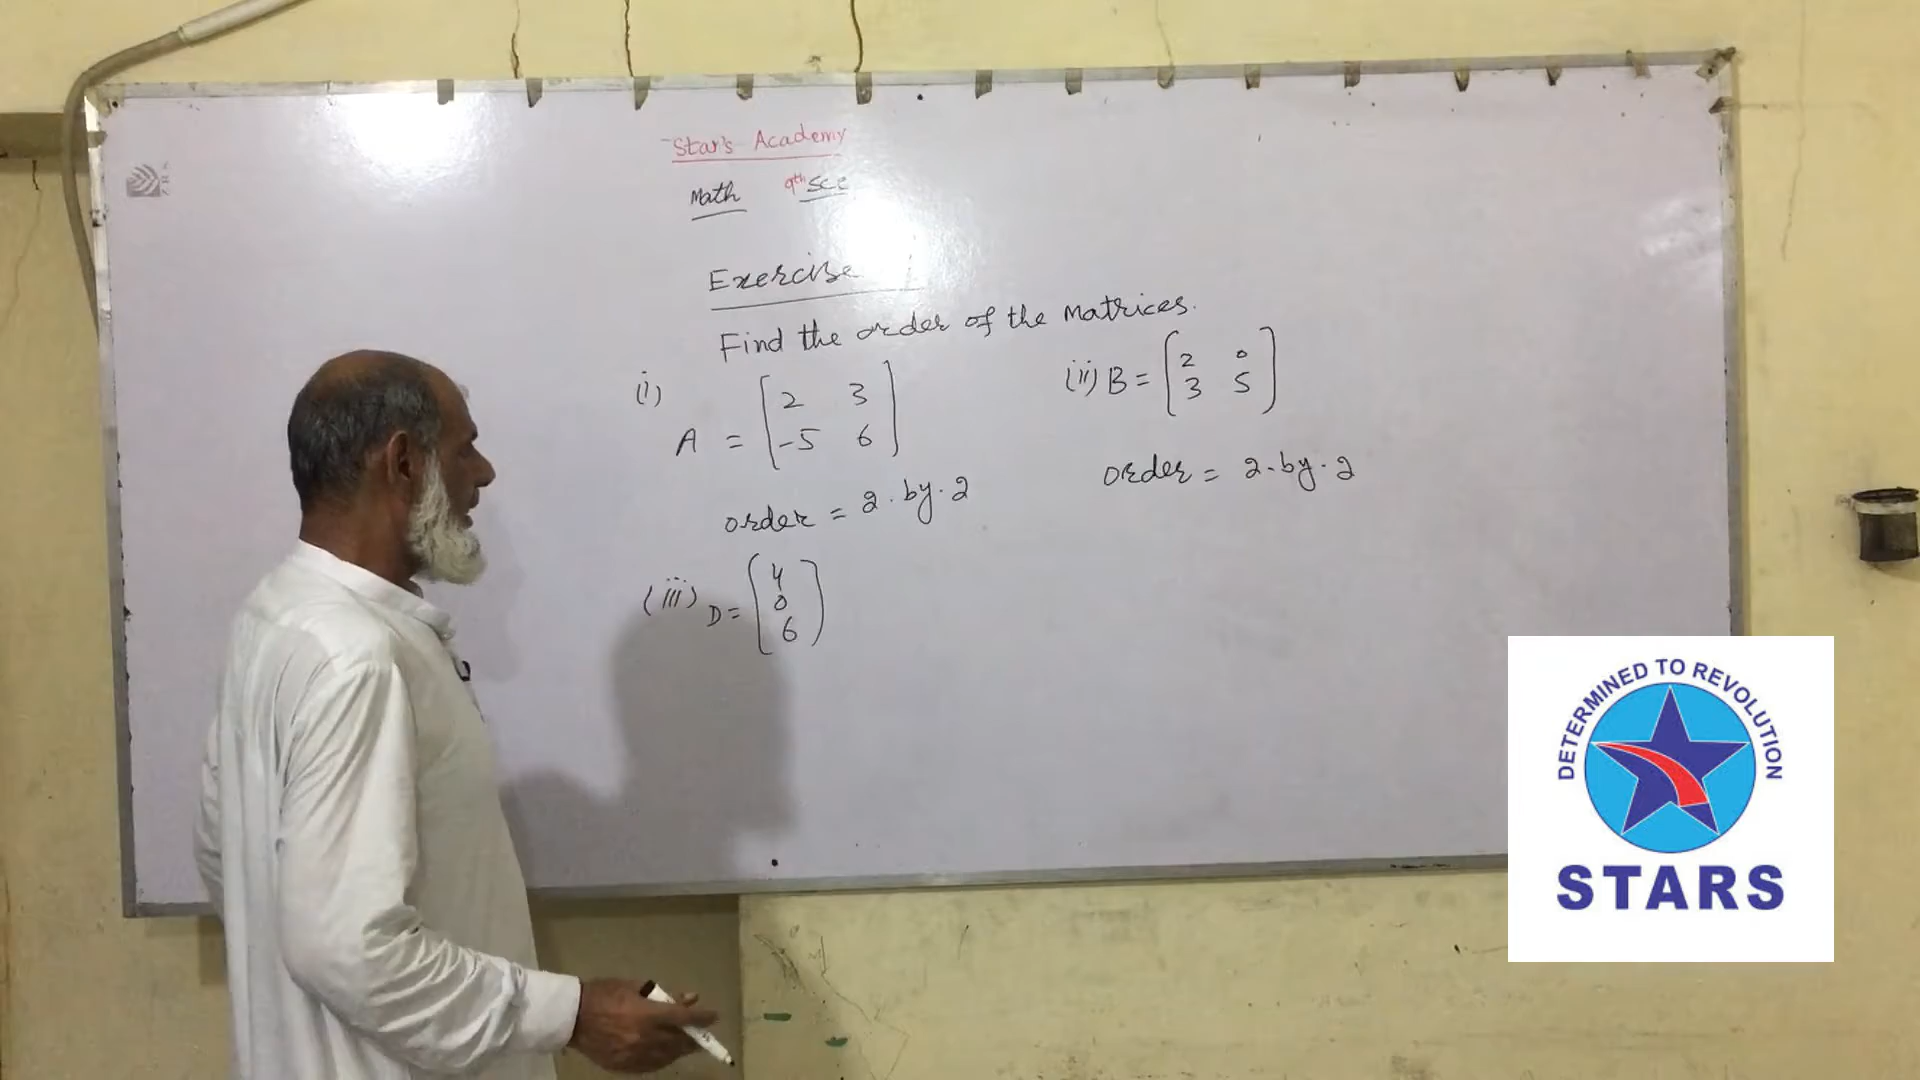 Star's Academy
Math 9th Sce
Exercise 1
Find the order of the Matrices.
(i) A = [2 3
-5 6]
(ii) B = [2 0
3 5]
order = 2.by.2
order = 2.by.2
(iii) D = [4
0
6]
DETERMINED TO REVOLUTION
STARS